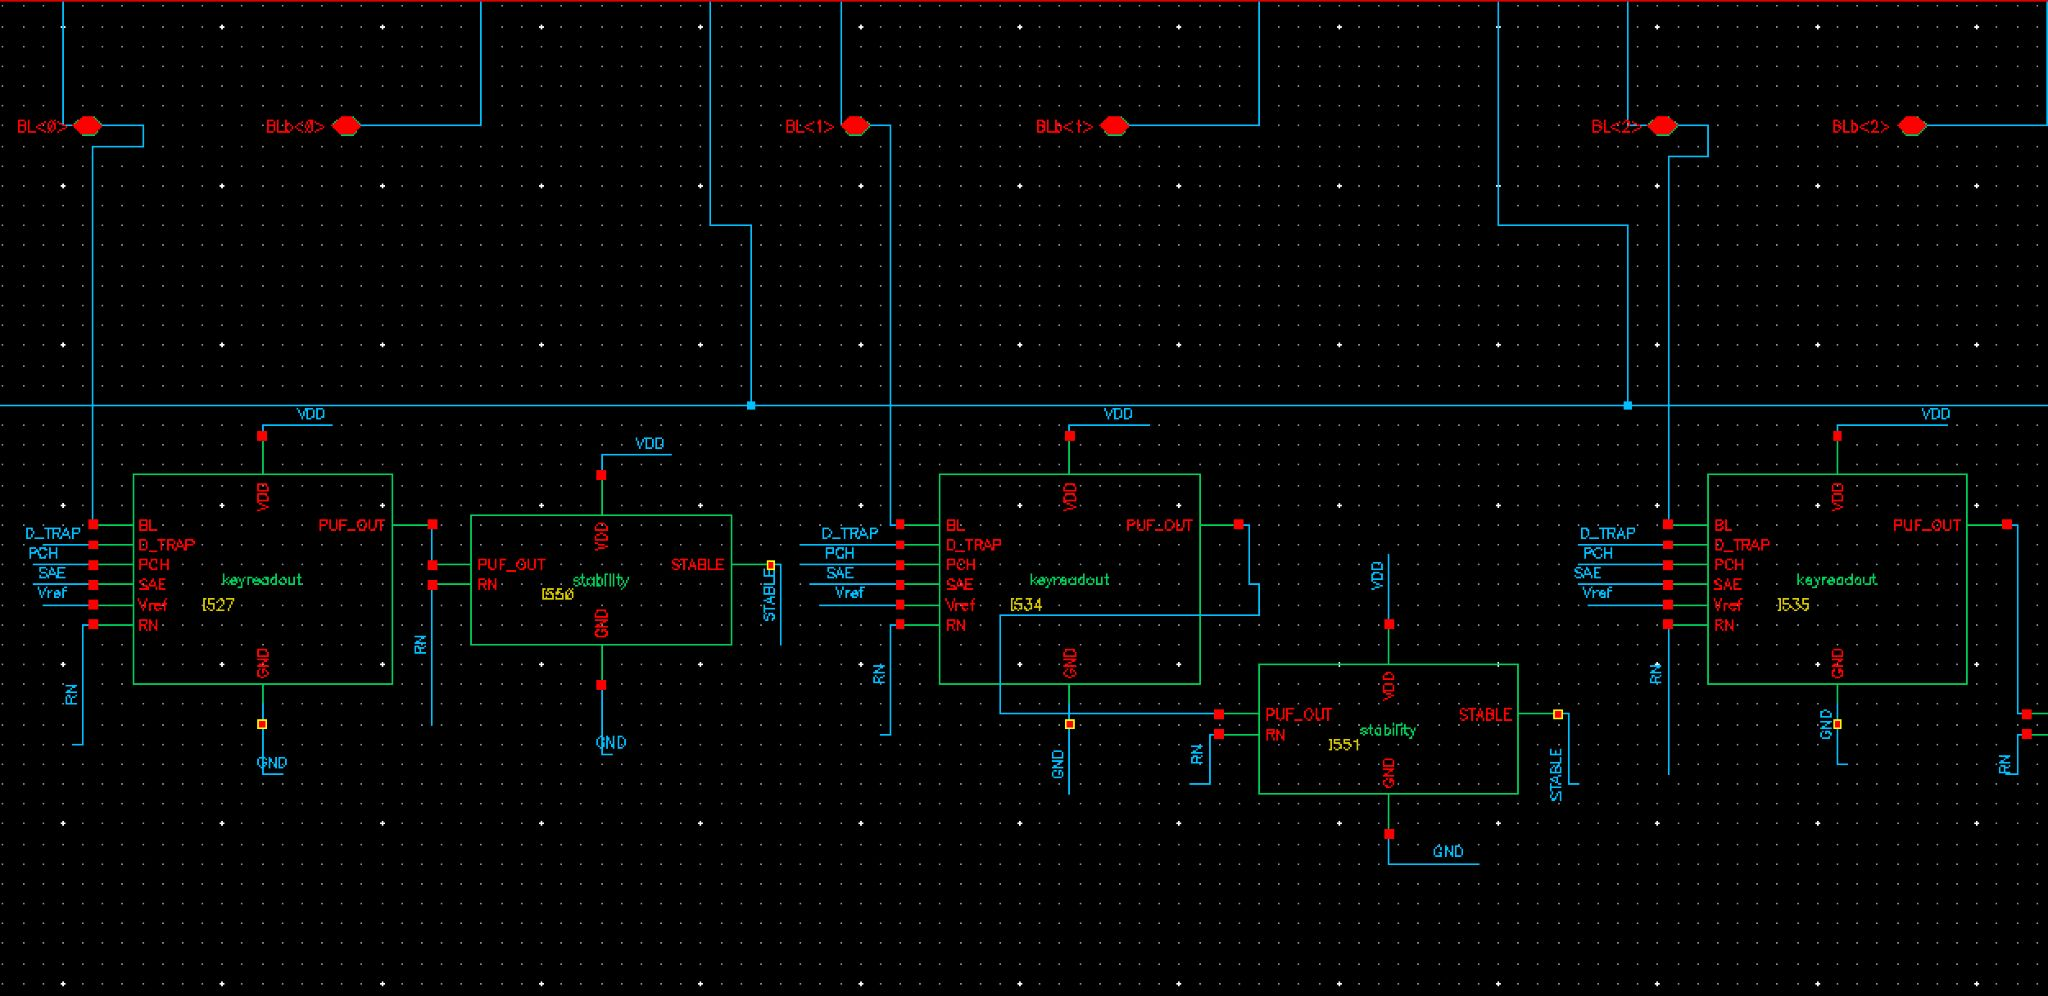 BL<0>
BLb<0>
BL<1>
BLb<1>
BL<2>
BLb<2>
VDD
VDD
VDD
VDD
VDD
BL
D_TRAP
D_TRAP
PCH
PCH
SAE
SAE
Vref
Vref
RN
RN
PUF_OUT
keyreadout
I527
GND
GND
VDD
PUF_OUT
RN
RN
STABLE
STABLE
stability
I550
GND
GND
VDD
BL
D_TRAP
D_TRAP
PCH
PCH
SAE
SAE
Vref
Vref
RN
RN
PUF_OUT
keyreadout
I534
GND
GND
VDD
VDD
PUF_OUT
RN
RN
STABLE
STABLE
stability
I551
GND
GND
VDD
BL
D_TRAP
D_TRAP
PCH
PCH
SAE
SAE
Vref
Vref
RN
RN
PUF_OUT
keyreadout
I535
GND
GND
RN